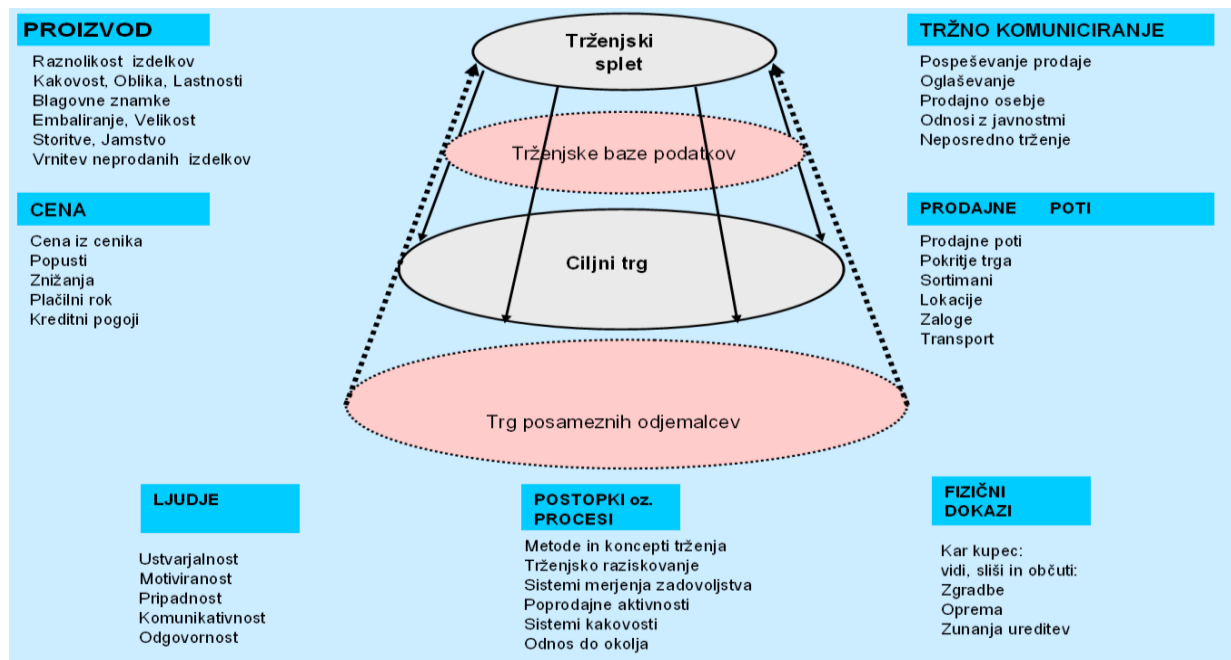 PROIZVOD
Raznolikost izdelkov
Kakovost, Oblika, Lastnosti
Blagovne znamke
Embaliranje, Velikost
Storitve, Jamstvo
Vrnitev neprodanih izdelkov
CENA
Cena iz cenika
Popusti
Znižanja
Plačilni rok
Kreditni pogoji
Trženjski
splet
Trženjske baze podatkov
Ciljni trg
Trg posameznih odjemalcev
TRŽNO KOMUNICIRANJE
Pospeševanje prodaje
Oglaševanje
Prodajno osebje
Odnosi z javnostmi
Neposredno trženje
PRODAJNE POTI
Prodajne poti
Pokritje trga
Sortimani
Lokacije
Zaloge
Transport
LJUDJE
Ustvarjalnost
Motiviranost
Pripadnost
Komunikativnost
Odgovornost
POSTOPKI oz.
PROCESI
Metode in koncepti trženja
Trženjsko raziskovanje
Sistemi merjenja zadovoljstva
Poprodajne aktivnosti
Sistemi kakovosti
Odnos do okolja
FIZIČNI
DOKAZI
Kar kupec:
vidi, sliši in občuti:
Zgradbe
Oprema
Zunanja ureditev